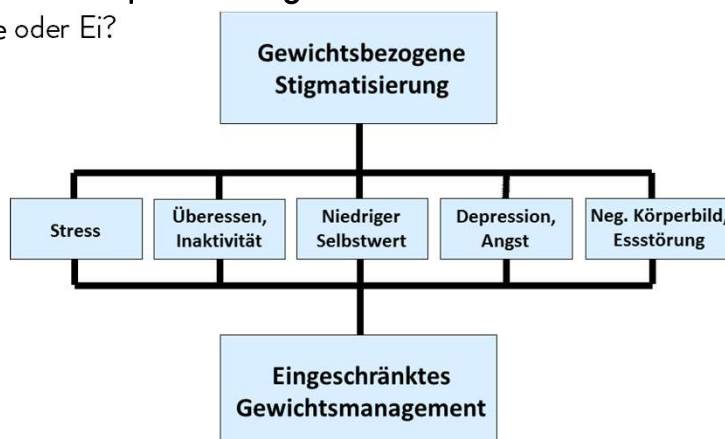 oder Ei?
Gewichtsbezogene
Stigmatisierung
Stress
Überessen,
Inaktivität
Niedriger
Selbstwert
Depression,
Angst
Neg. Körperbild,
Essstörung
Eingeschränktes
Gewichtsmanagement